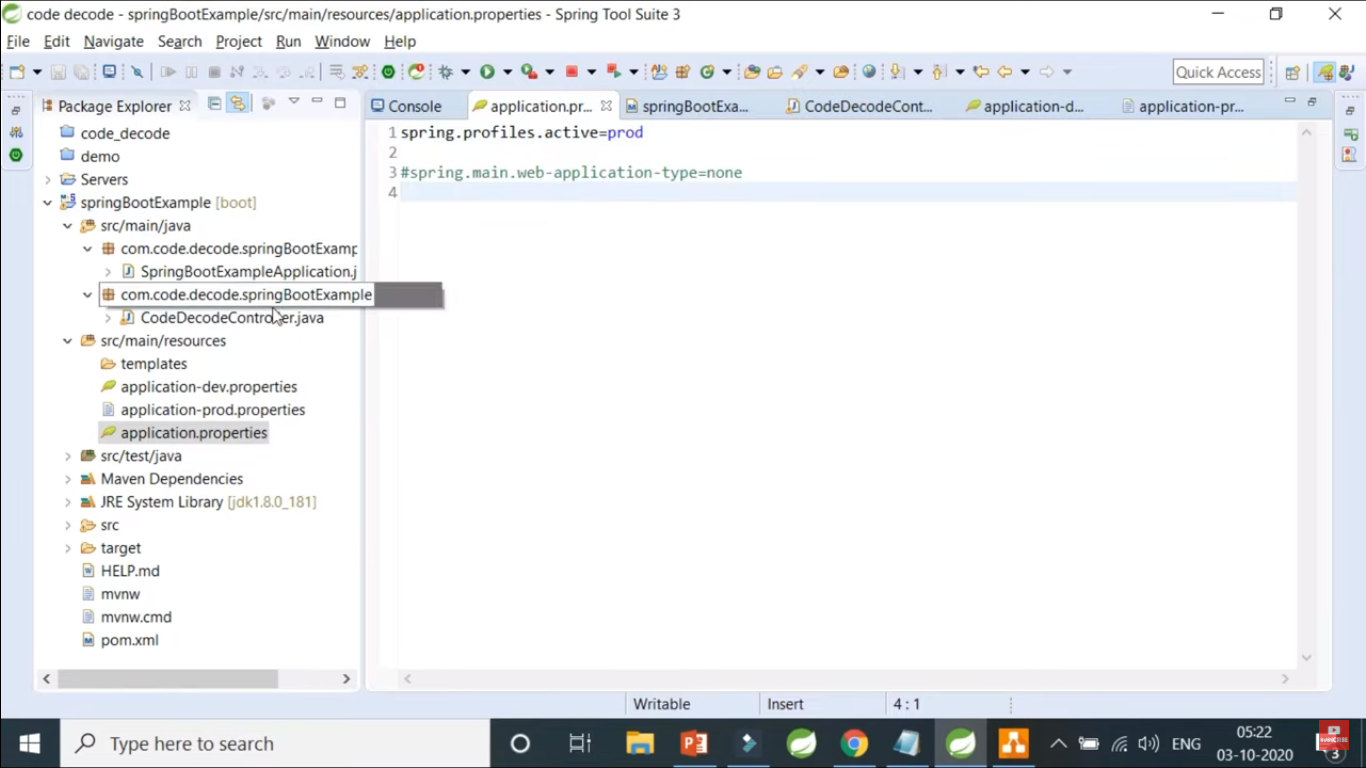 code decode - springBootExample/src/main/resources/application.properties - Spring Tool Suite 3
File Edit Navigate Search Project Run Window Help
Quick Access
Package Explorer
Console
application.pr...
springBootExa...
CodeDecodeCont...
application-d...
application-pr...
code_decode
demo
Servers
springBootExample [boot]
src/main/java
com.code.decode.springBootExamp
SpringBootExampleApplication.j
com.code.decode.springBootExample
CodeDecodeController.java
src/main/resources
templates
application-dev.properties
application-prod.properties
application.properties
src/test/java
Maven Dependencies
JRE System Library [jdk1.8.0_181]
src
target
HELP.md
mvnw
mvnw.cmd
pom.xml
1 spring.profiles.active=prod
2
3 #spring.main.web-application-type=none
4
Writable Insert 4 : 1
Type here to search
ENG
05:22
03-10-2020
3